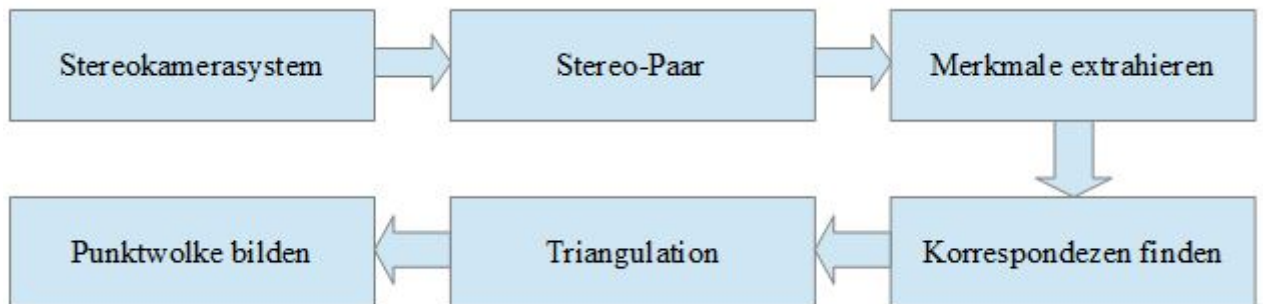 Stereokamerasystem
Stereo-Paar
Merkmale extrahieren
Korrespondezen finden
Triangulation
Punktwolke bilden